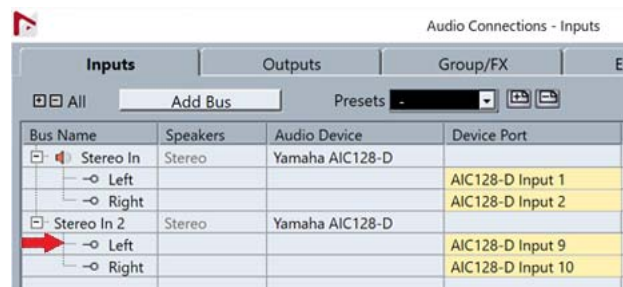 Audio Connections - Inputs
Inputs Outputs Group/FX E
All Add Bus Presets -
Bus Name Speakers Audio Device Device Port
Stereo In Stereo Yamaha AIC128-D
Left AIC128-D Input 1
Right AIC128-D Input 2
Stereo In 2 Stereo Yamaha AIC128-D
Left AIC128-D Input 9
Right AIC128-D Input 10